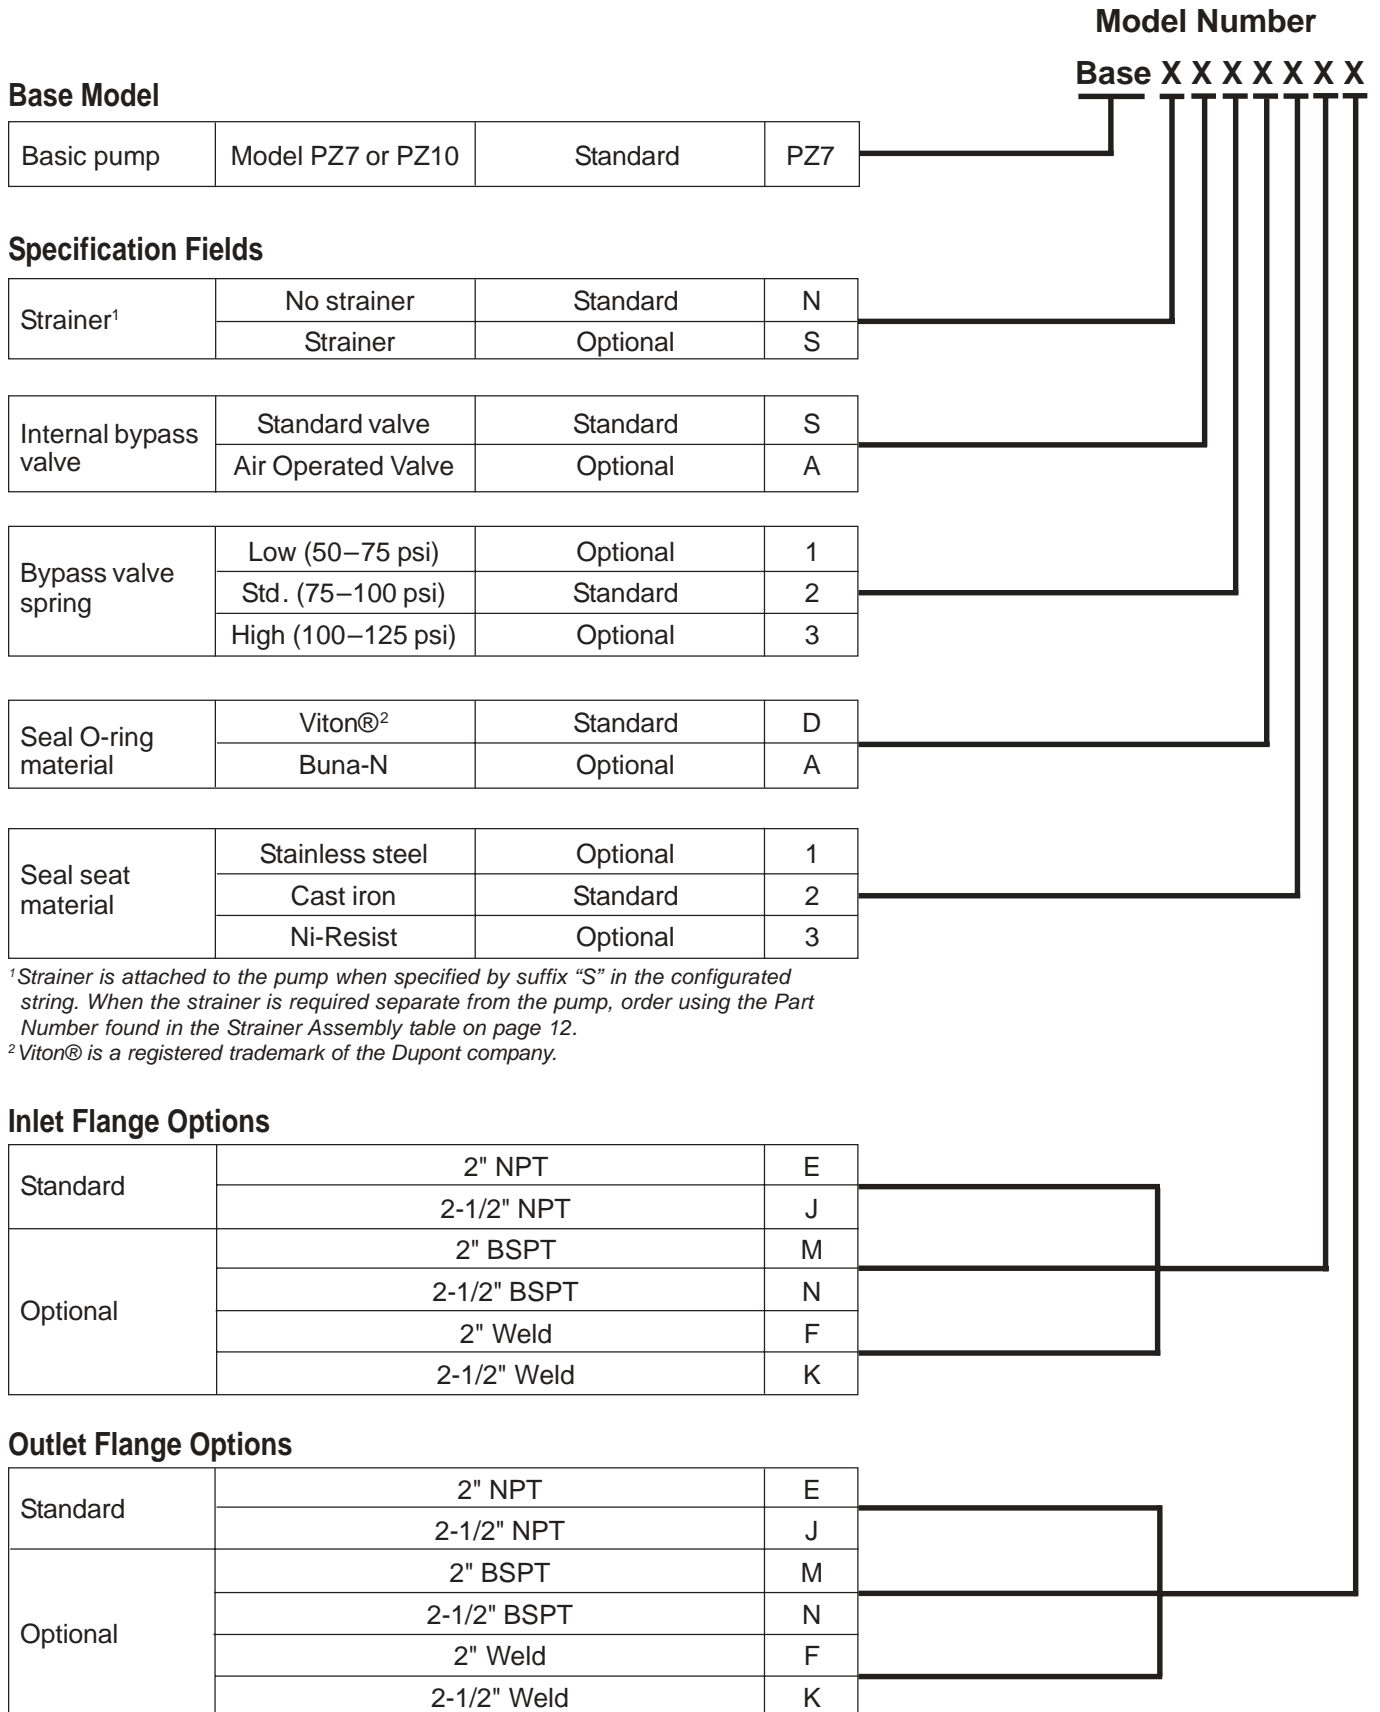 Model Number
Base X X X X X X X
Base Model
Basic pump Model PZ7 or PZ10 Standard PZ7
Specification Fields
Strainer¹
No strainer Standard N
Strainer Optional S
Internal bypass
valve
Standard valve Standard S
Air Operated Valve Optional A
Bypass valve
spring
Low (50–75 psi) Optional 1
Std. (75–100 psi) Standard 2
High (100–125 psi) Optional 3
Seal O-ring
material
Viton®² Standard D
Buna-N Optional A
Seal seat
material
Stainless steel Optional 1
Cast iron Standard 2
Ni-Resist Optional 3
¹Strainer is attached to the pump when specified by suffix “S” in the configurated
string. When the strainer is required separate from the pump, order using the Part
Number found in the Strainer Assembly table on page 12.
²Viton® is a registered trademark of the Dupont company.
Inlet Flange Options
Standard
2" NPT E
2-1/2" NPT J
Optional
2" BSPT M
2-1/2" BSPT N
2" Weld F
2-1/2" Weld K
Outlet Flange Options
Standard
2" NPT E
2-1/2" NPT J
Optional
2" BSPT M
2-1/2" BSPT N
2" Weld F
2-1/2" Weld K